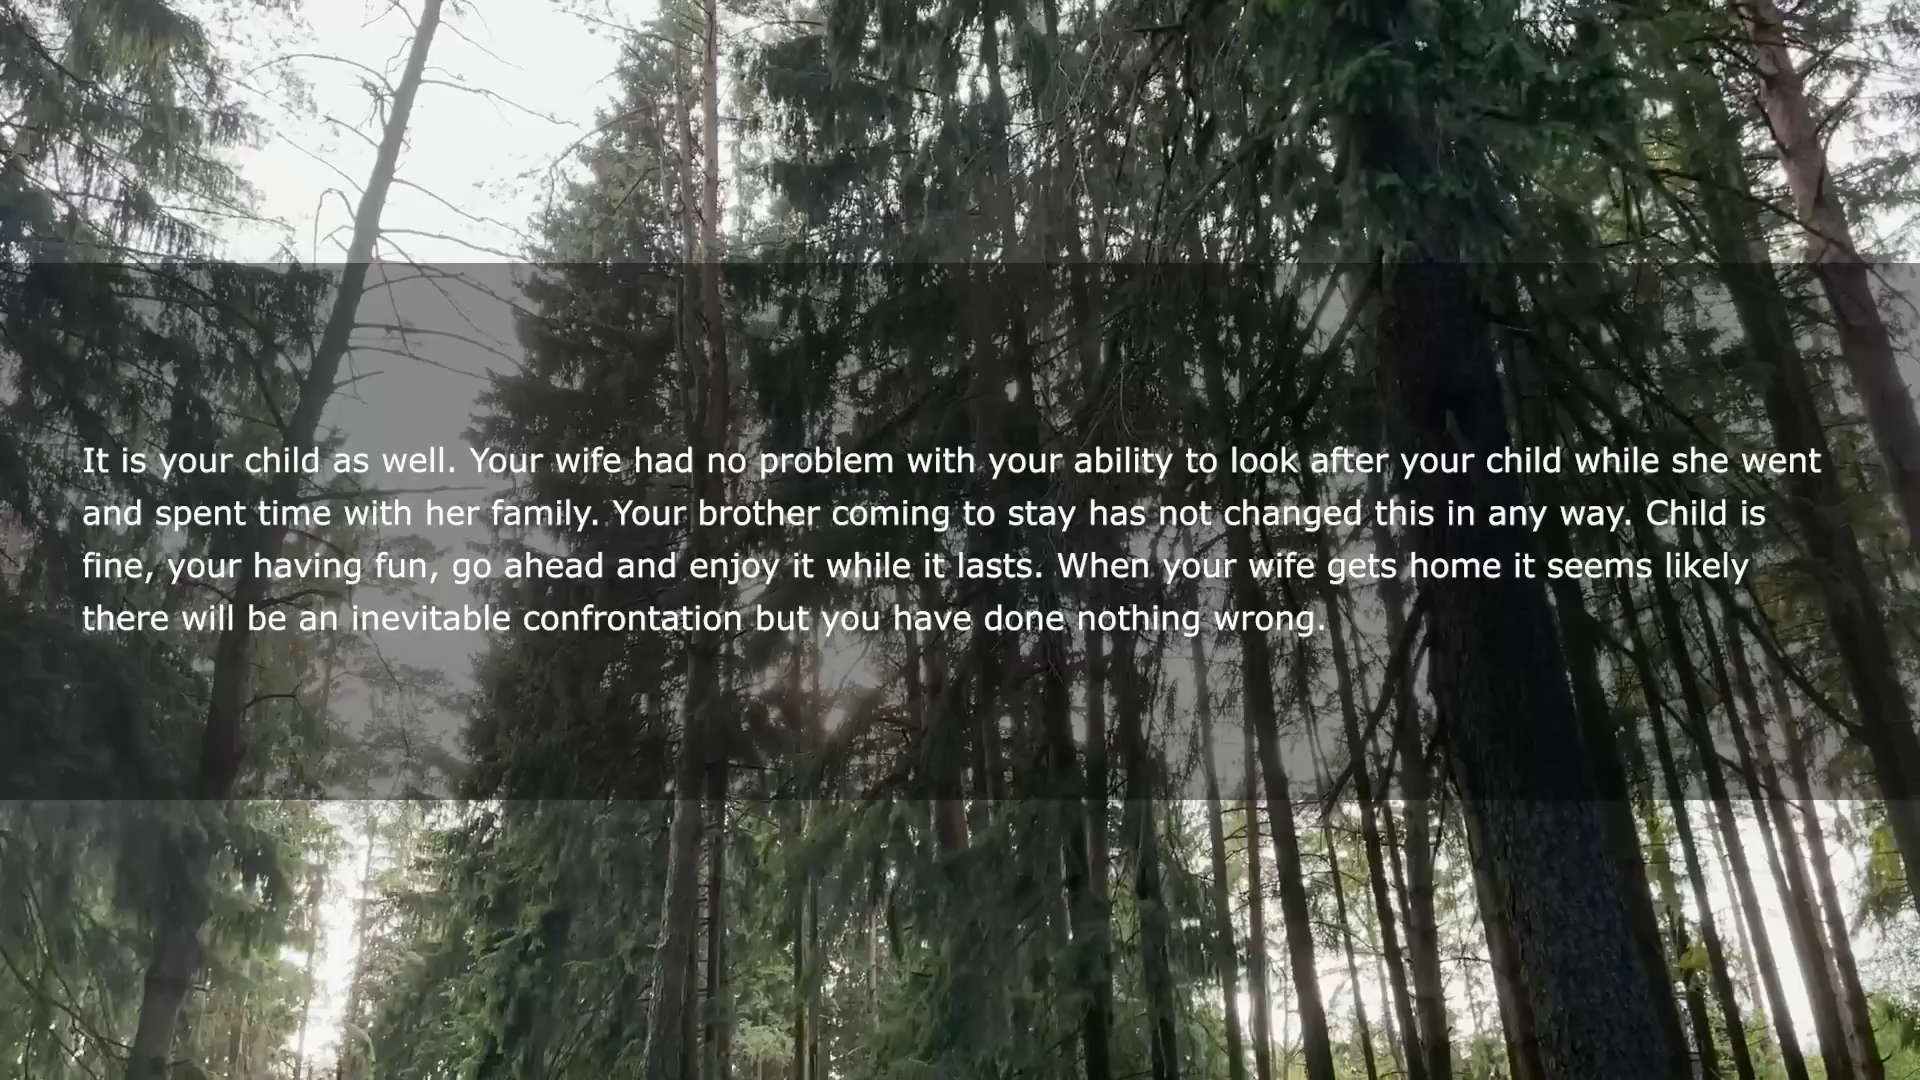 It is your child as well. Your wife had no problem with your ability to look after your child while she went
and spent time with her family. Your brother coming to stay has not changed this in any way. Child is
fine, your having fun, go ahead and enjoy it while it lasts. When your wife gets home it seems likely
there will be an inevitable confrontation but you have done nothing wrong.